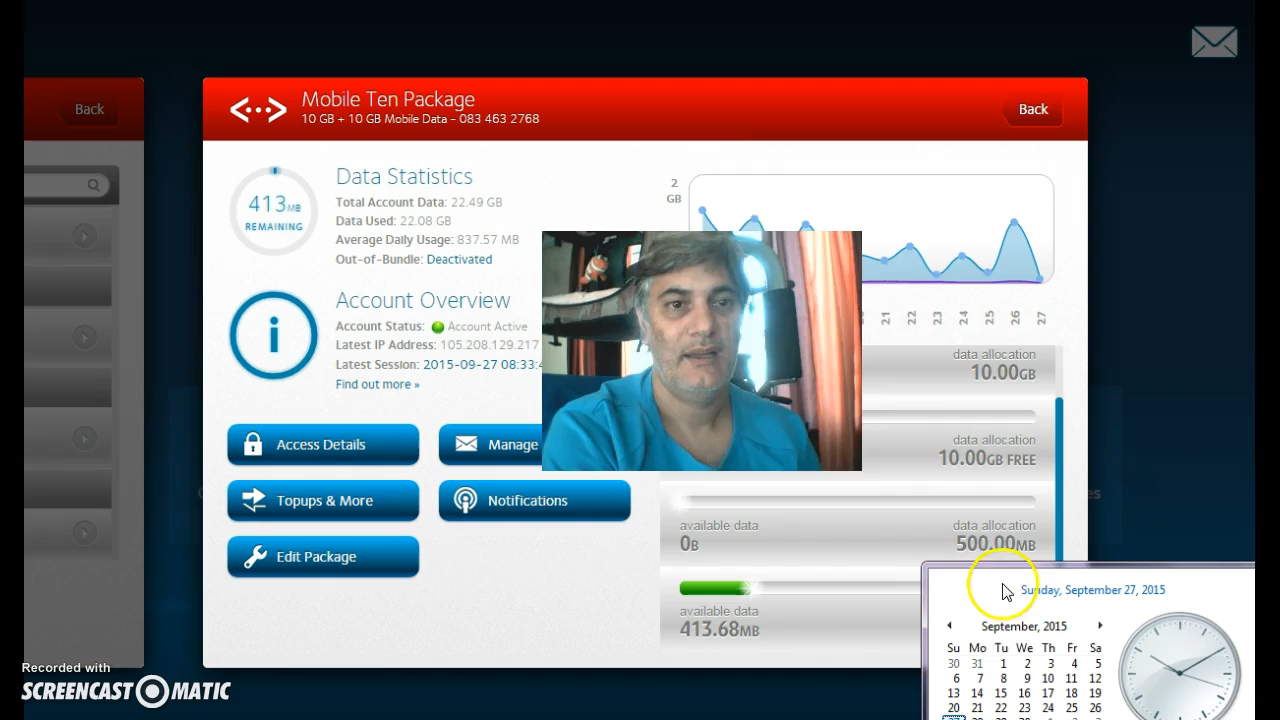 Back
Mobile Ten Package
10 GB + 10 GB Mobile Data - 083 463 2768
Back
413MB
REMAINING
Data Statistics
Total Account Data: 22.49 GB
Data Used: 22.08 GB
Average Daily Usage: 837.57 MB
Out-of-Bundle: Deactivated
2
GB
21 22 23 24 25 26 27
i
Account Overview
Account Status: Account Active
Latest IP Address: 105.208.129.217
Latest Session: 2015-09-27 08:33:4
Find out more »
data allocation
10.00GB
data allocation
10.00GB FREE
available data
0B
data allocation
500.00MB
available data
413.68MB
Access Details
Manage
Topups & More
Notifications
Edit Package
Sunday, September 27, 2015
September, 2015
Su Mo Tu We Th Fr Sa
30 31 1 2 3 4 5
6 7 8 9 10 11 12
13 14 15 16 17 18 19
20 21 22 23 24 25 26
Recorded with
SCREENCAST MATIC